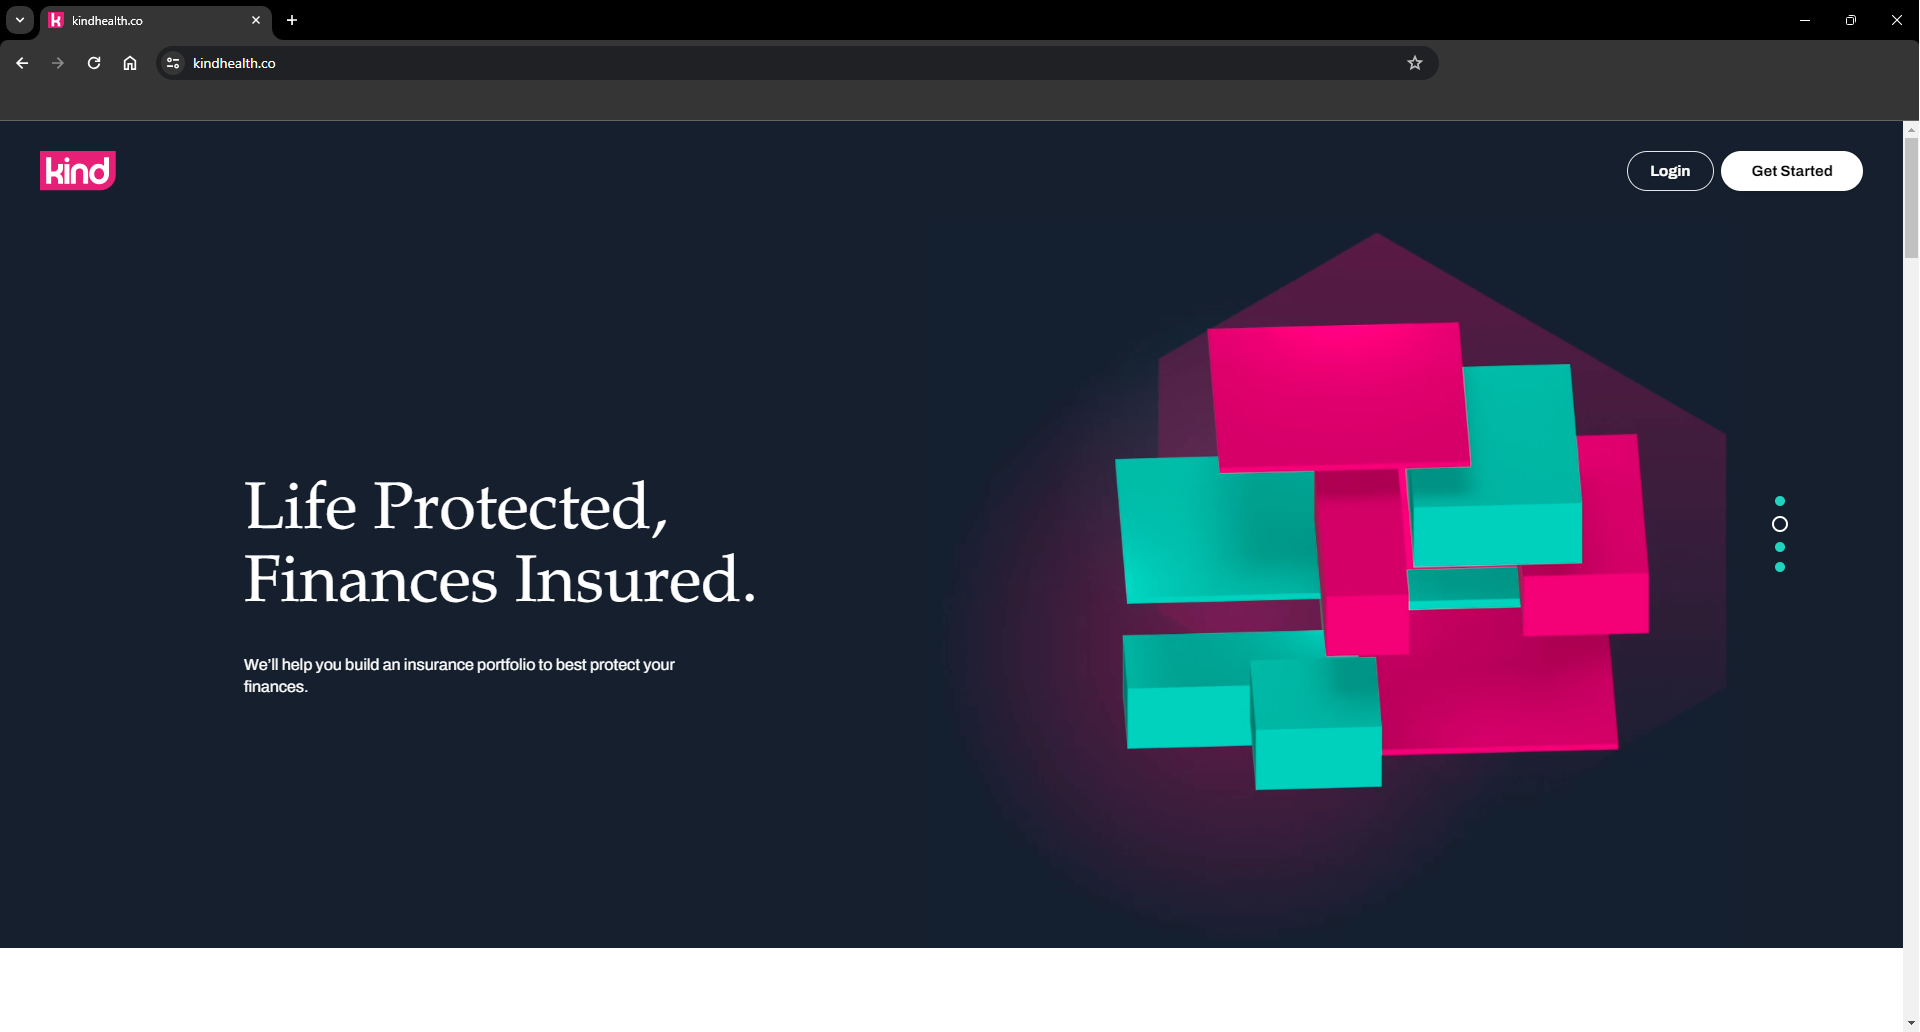 kindhealth.co
kindhealth.co
kind
Login
Get Started
Life Protected,
Finances Insured.
We’ll help you build an insurance portfolio to best protect your
finances.